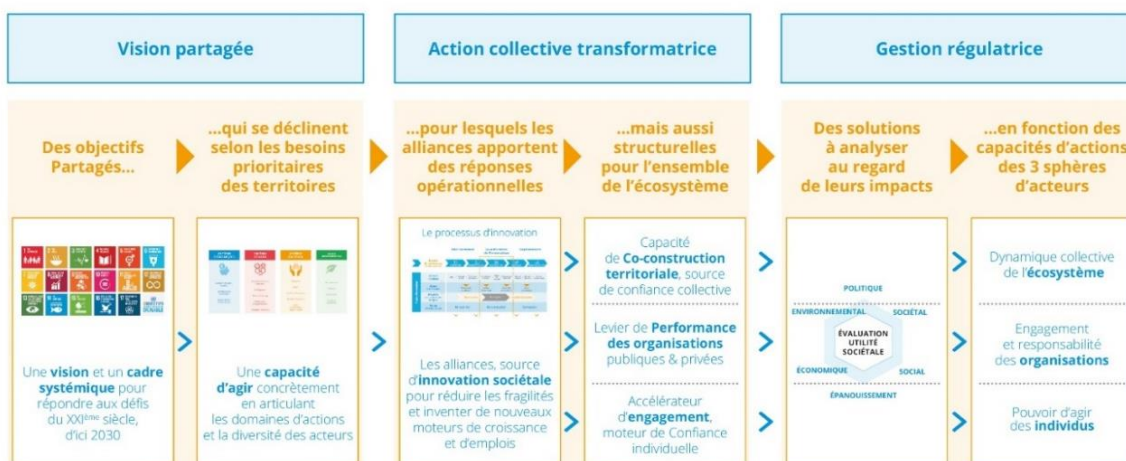 Vision partagée
Action collective transformatrice
Gestion régulatrice
Des objectifs
Partagés...
...qui se déclinent
selon les besoins
prioritaires
des territoires
...pour lesquels les
alliances apportent
des réponses
opérationnelles
...mais aussi
structurelles
pour l'ensemble
de l'écosystème
Des solutions
à analyser
au regard
de leurs impacts
...en fonction des
capacités d'actions
des 3 sphères
d'acteurs
Une vision et un cadre
systémique pour
répondre aux défis
du XXIème siècle,
d'ici 2030
Une capacité
d'agir concrètement
en articulant
les domaines d'actions
et la diversité des acteurs
Le processus d'innovation
Les alliances, source
d'innovation sociétale
pour réduire les fragilités
et inventer de nouveaux
moteurs de croissance
et d'emplois
Capacité
de Co-construction
territoriale, source
de confiance collective
Levier de Performance
des organisations
publiques & privées
Accélérateur
d'engagement,
moteur de Confiance
individuelle
POLITIQUE
ENVIRONNEMENTAL
SOCIÉTAL
ÉVALUATION
UTILITÉ
SOCIÉTALE
ÉCONOMIQUE
SOCIAL
ÉPANOUISSEMENT
Dynamique collective
de l'écosystème
Engagement
et responsabilité
des organisations
Pouvoir d'agir
des individus